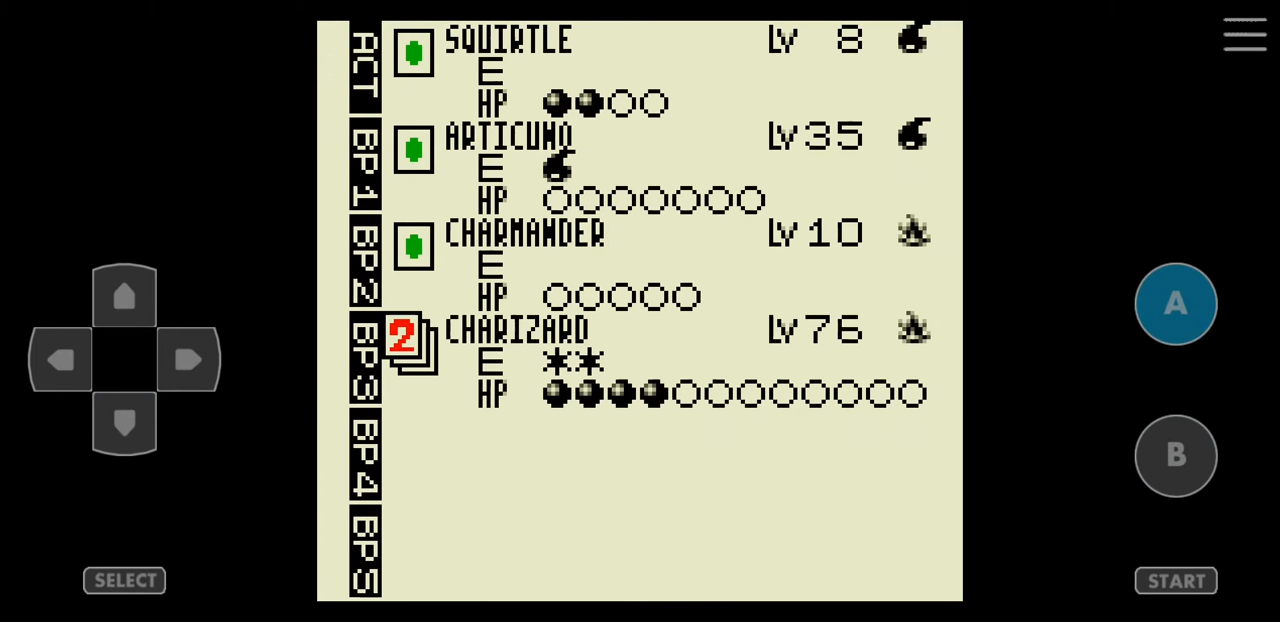 ACT
SQUIRTLE Lv 8
E
HP
BP1
ARTICUNO Lv35
E
HP
BP2
CHARMANDER Lv10
E
HP
BP3
2 CHARIZARD Lv76
E
HP
BP4
BP5
A
B
SELECT
START